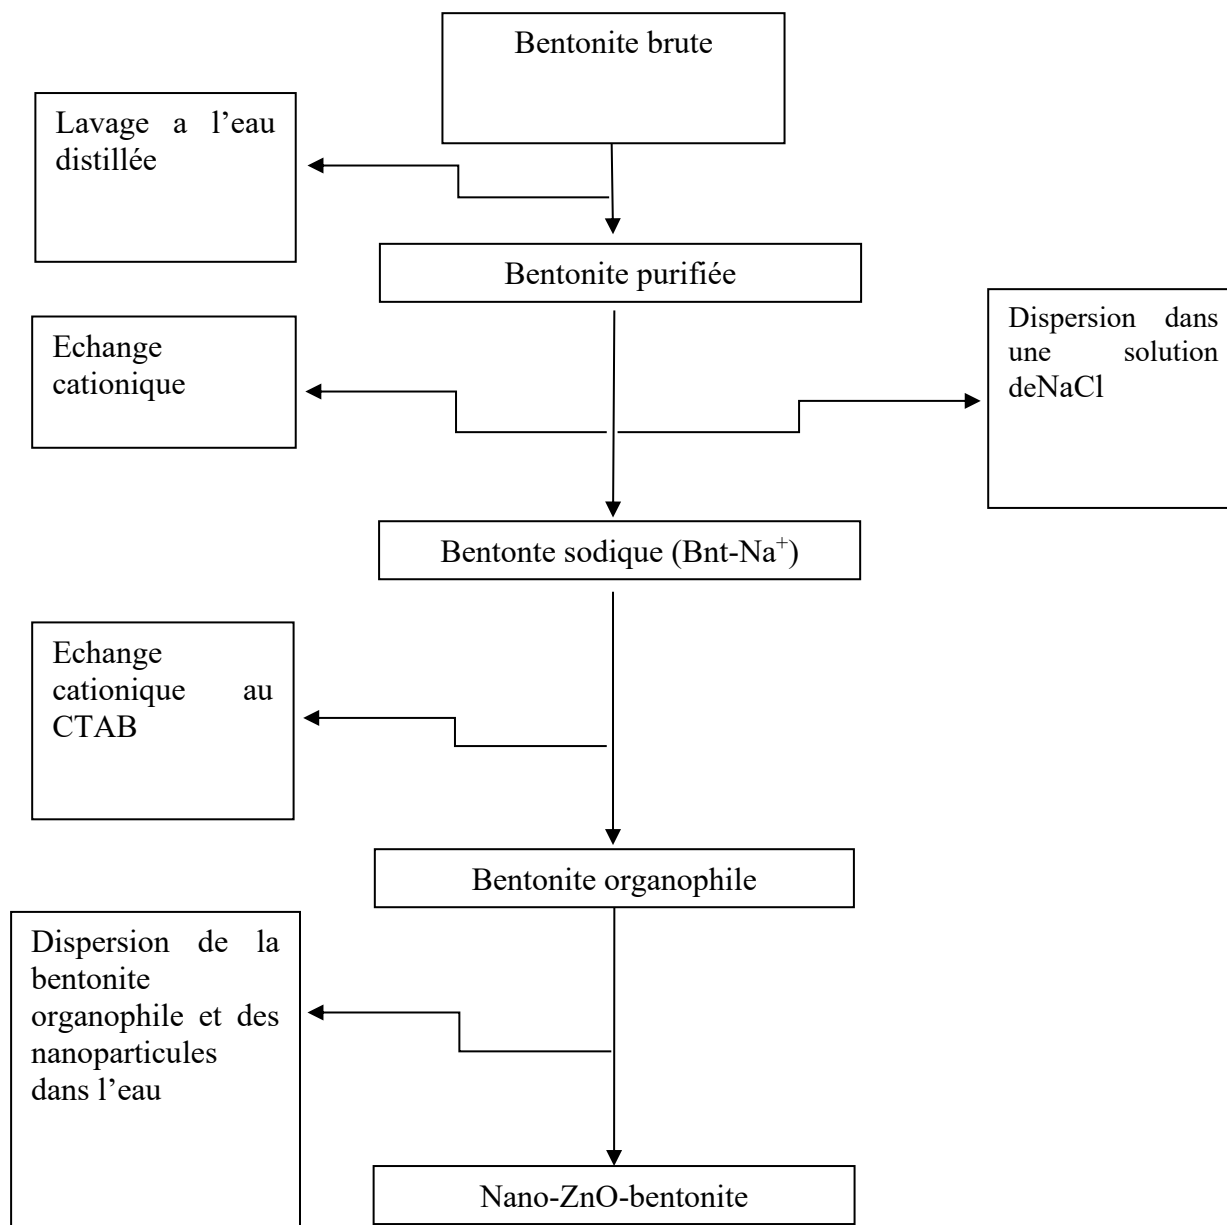 Bentonite brute
Lavage a l’eau
distillée
Bentonite purifiée
Echange
cationique
Dispersion dans
une solution
deNaCl
Bentonte sodique (Bnt-Na⁺)
Echange
cationique au
CTAB
Bentonite organophile
Dispersion de la
bentonite
organophile et des
nanoparticules
dans l’eau
Nano-ZnO-bentonite